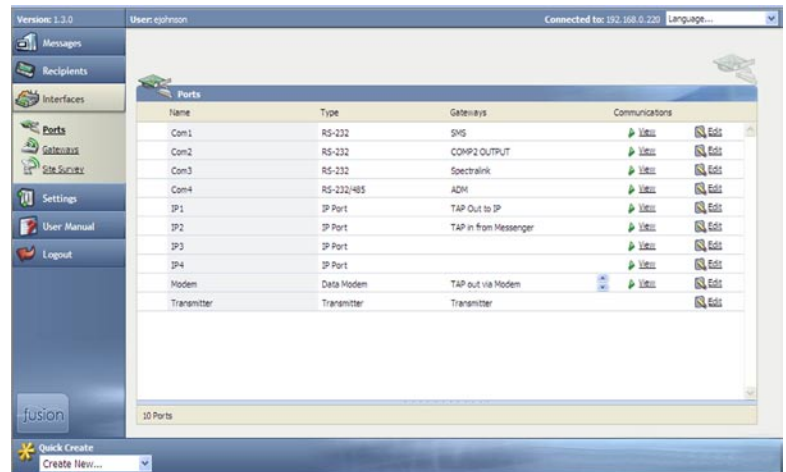 Version: 1.3.0 User: ejohnson Connected to: 192.168.0.220 Language...
Messages
Recipients
Interfaces
Ports
Gateways
Site Survey
Settings
User Manual
Logout
fusion
Ports
Name Type Gateways Communications
Com1 RS-232 SMS View Edit
Com2 RS-232 COMP2 OUTPUT View Edit
Com3 RS-232 Spectralink View Edit
Com4 RS-232/485 ADM View Edit
IP1 IP Port TAP Out to IP View Edit
IP2 IP Port TAP in from Messenger View Edit
IP3 IP Port View Edit
IP4 IP Port View Edit
Modem Data Modem TAP out via Modem View Edit
Transmitter Transmitter Transmitter Edit
10 Ports
Quick Create
Create New...